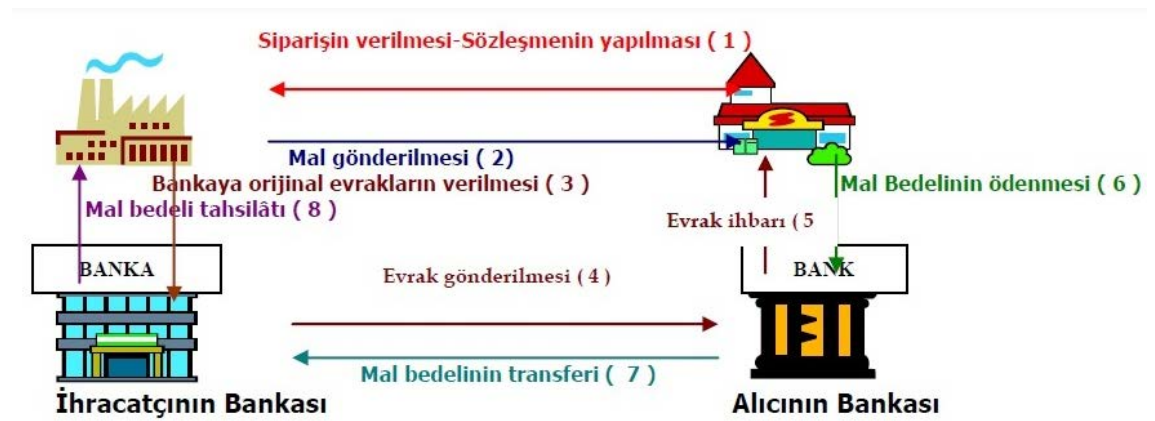 Siparişin verilmesi-Sözleşmenin yapılması ( 1 )
Mal gönderilmesi ( 2)
Bankaya orijinal evrakların verilmesi ( 3 )
Mal Bedelinin ödenmesi ( 6 )
Mal bedeli tahsilâtı ( 8 )
Evrak ihbarı ( 5
BANKA
Evrak gönderilmesi ( 4 )
BANK
Mal bedelinin transferi ( 7 )
İhracatçının Bankası
Alıcının Bankası